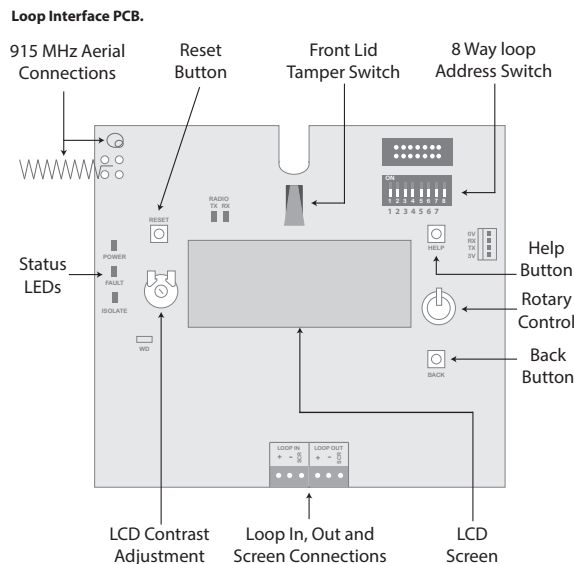 Loop Interface PCB.
915 MHz Aerial
Connections
Reset
Button
Front Lid
Tamper Switch
8 Way loop
Address Switch
ON
1 2 3 4 5 6 7 8
1 2 3 4 5 6 7
RADIO
TX RX
RESET
0V
RX
TX
3V
HELP
POWER
FAULT
ISOLATE
WD
Status
LEDs
Help
Button
Rotary
Control
Back
Button
BACK
LOOP IN
+ - SCR
LOOP OUT
+ - SCR
LCD Contrast
Adjustment
Loop In, Out and
Screen Connections
LCD
Screen